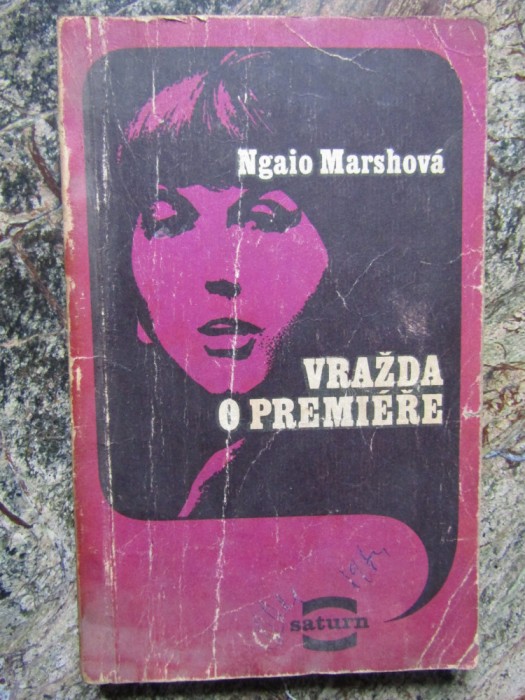 Ngaio Marshová
VRAŽDA
O PREMIÉŘE
saturn